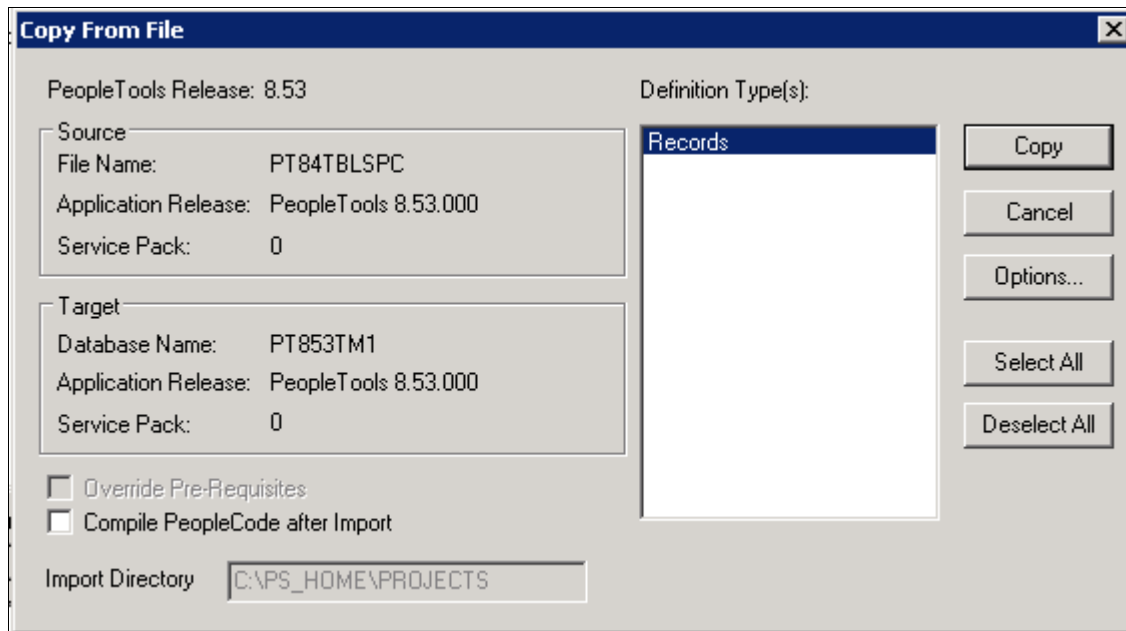 Copy From File
PeopleTools Release: 8.53
Source
File Name: PT84TBLSPC
Application Release: PeopleTools 8.53.000
Service Pack: 0
Target
Database Name: PT853TM1
Application Release: PeopleTools 8.53.000
Service Pack: 0
Override Pre-Requisites
Compile PeopleCode after Import
Import Directory C:\PS_HOME\PROJECTS
Definition Type(s):
Records
Copy
Cancel
Options...
Select All
Deselect All